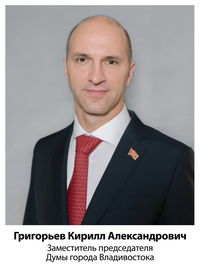 Григорьев Кирилл Александрович
Заместитель председателя
Думы города Владивостока